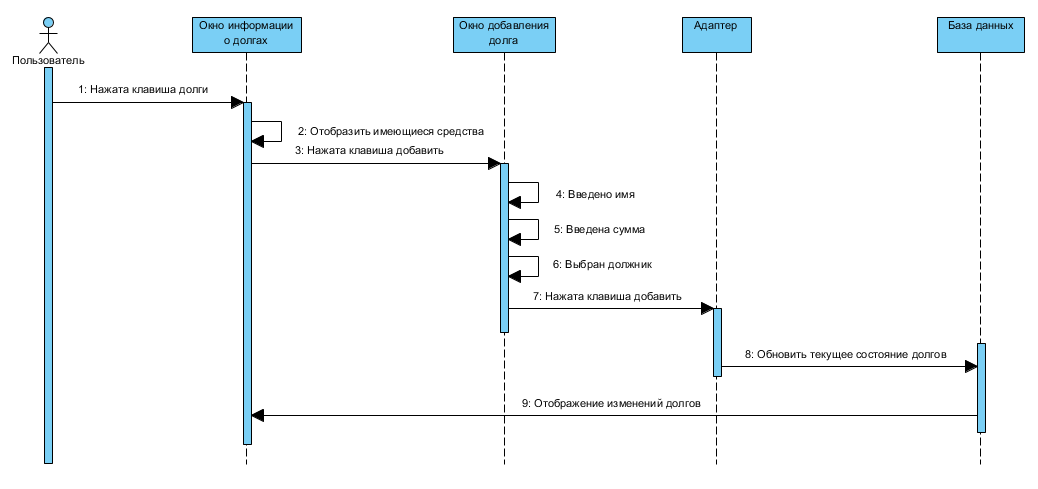 Окно информации
о долгах
Окно добавления
долга
Адаптер
База данных
Пользователь
1: Нажата клавиша долги
2: Отобразить имеющиеся средства
3: Нажата клавиша добавить
4: Введено имя
5: Введена сумма
6: Выбран должник
7: Нажата клавиша добавить
8: Обновить текущее состояние долгов
9: Отображение изменений долгов